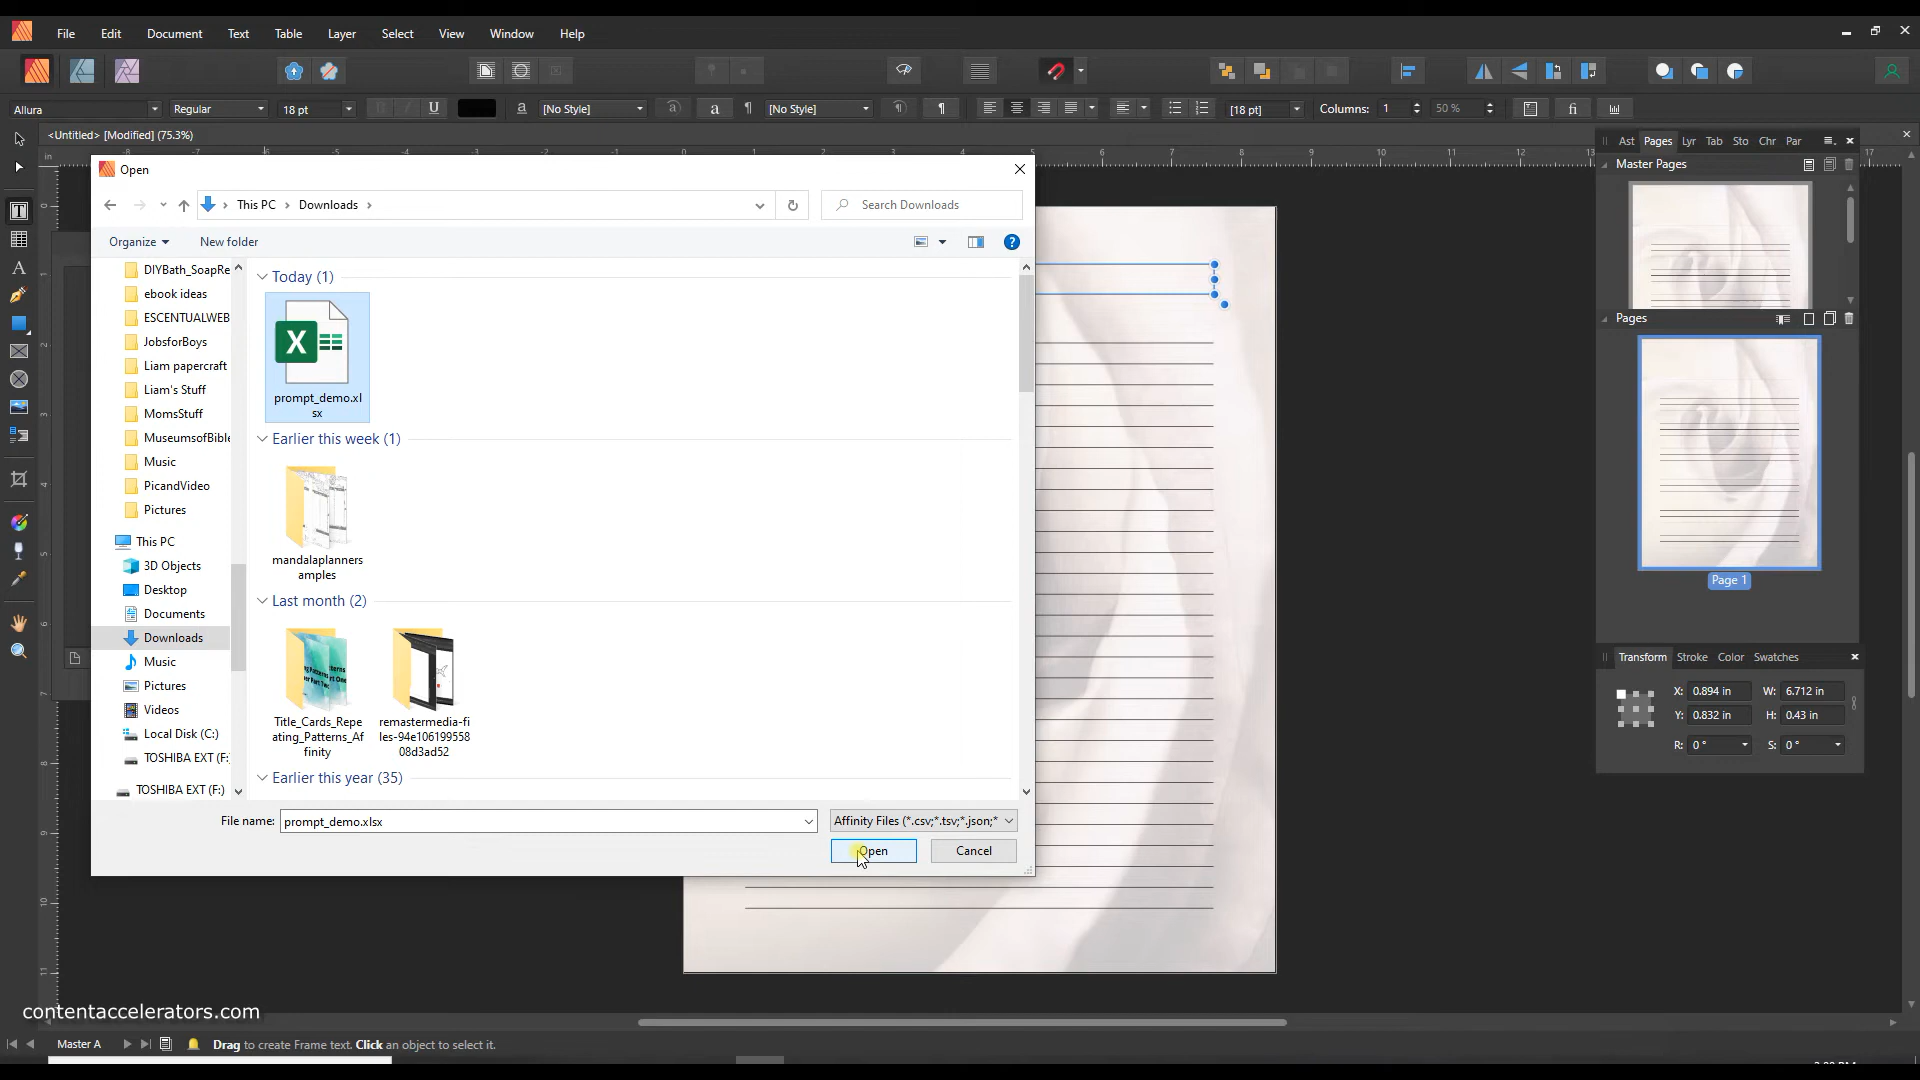 File Edit Document Text Table Layer Select View Window Help
Allura Regular 18 pt U a [No Style] a ¶ [No Style] ¶ [18 pt] Columns: 1 50 % fi
<Untitled> [Modified] (75.3%)
Ast Pages Lyr Tab Sto Chr Par
Master Pages
Pages
Page 1
Transform Stroke Color Swatches
X: 0.894 in W: 6.712 in
Y: 0.832 in H: 0.43 in
R: 0 ° S: 0 °
Open
This PC Downloads
Search Downloads
Organize New folder
DIYBath_SoapRe
ebook ideas
ESCENTUALWEB
JobsforBoys
Liam papercraft
Liam's Stuff
MomsStuff
MuseumsofBible
Music
PicandVideo
Pictures
This PC
3D Objects
Desktop
Documents
Downloads
Music
Pictures
Videos
Local Disk (C:)
TOSHIBA EXT (F:)
TOSHIBA EXT (F:)
Today (1)
prompt_demo.xl
sx
Earlier this week (1)
mandalaplanners
amples
Last month (2)
Title_Cards_Repe
ating_Patterns_Af
finity
remastermedia-fi
les-94e106199558
08d3ad52
Earlier this year (35)
File name: prompt_demo.xlsx Affinity Files (*.csv;*.tsv;*.json;*
Open Cancel
contentaccelerators.com
Master A Drag to create Frame text. Click an object to select it.